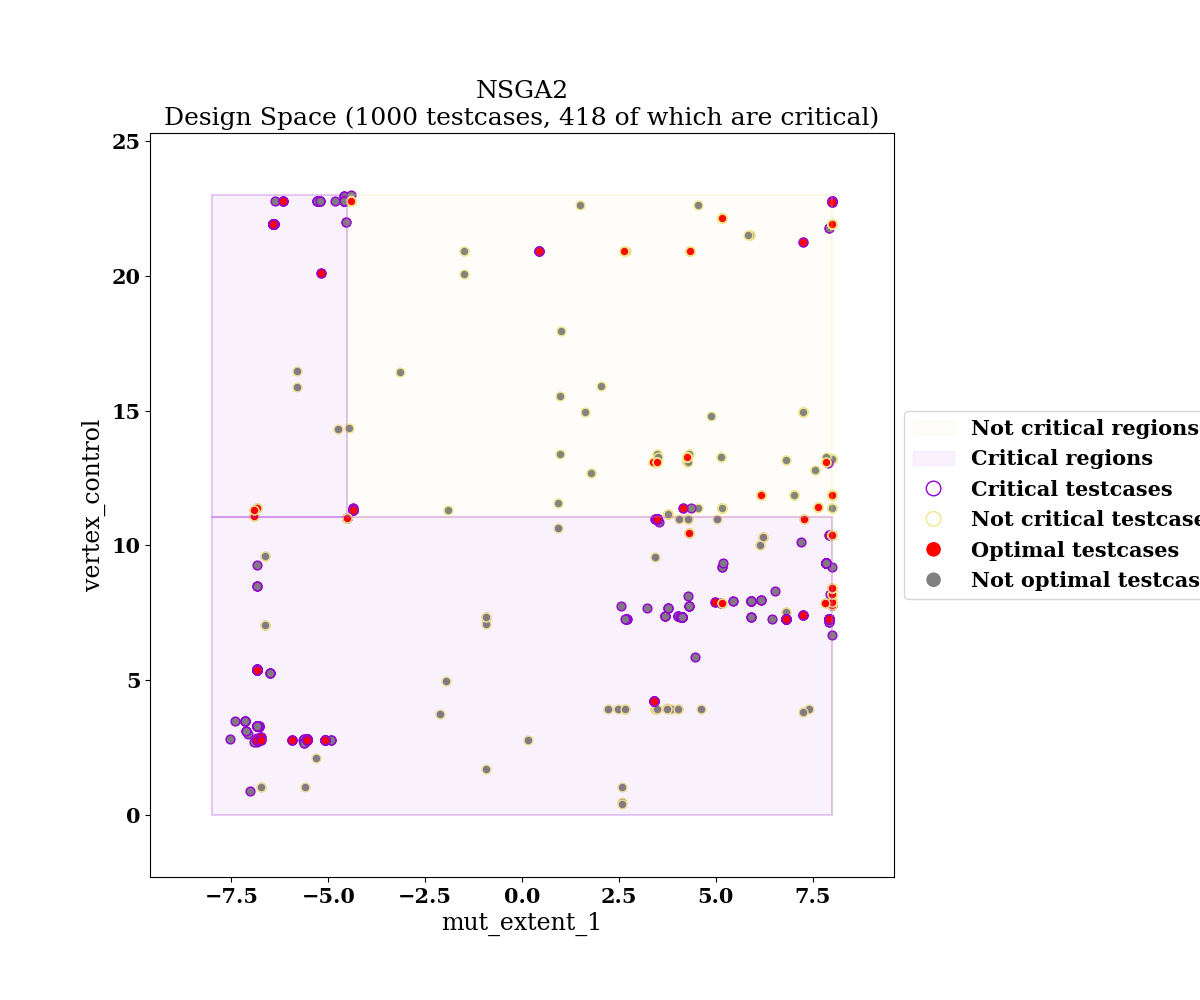 NSGA2
Design Space (1000 testcases, 418 of which are critical)
25
20
15
10
5
0
vertex_control
−7.5
−5.0
−2.5
0.0
2.5
5.0
7.5
mut_extent_1
Not critical regions
Critical regions
Critical testcases
Not critical testcase
Optimal testcases
Not optimal testcas